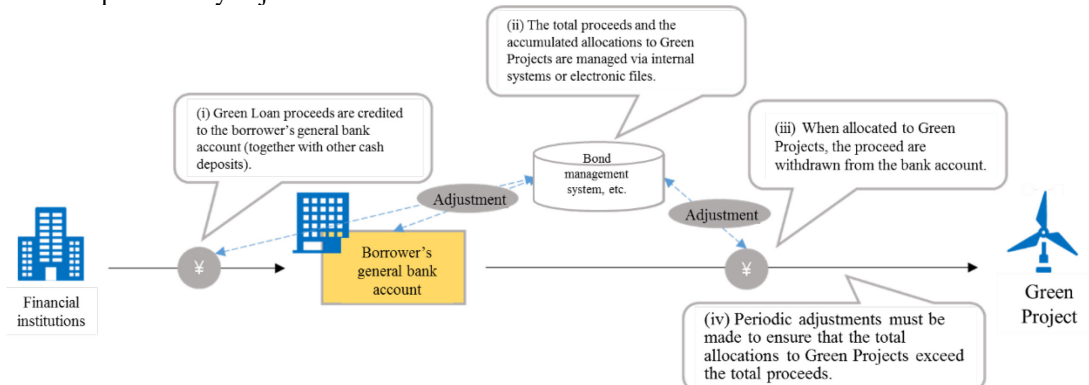 (ii) The total proceeds and the
accumulated allocations to Green
Projects are managed via internal
systems or electronic files.
(i) Green Loan proceeds are credited
to the borrower's general bank
account (together with other cash
deposits).
(iii) When allocated to Green
Projects, the proceed are
withdrawn from the bank account.
Bond
management
system, etc.
Adjustment
Adjustment
¥
Borrower's
general bank
account
¥
Financial
institutions
Green
Project
(iv) Periodic adjustments must be
made to ensure that the total
allocations to Green Projects exceed
the total proceeds.